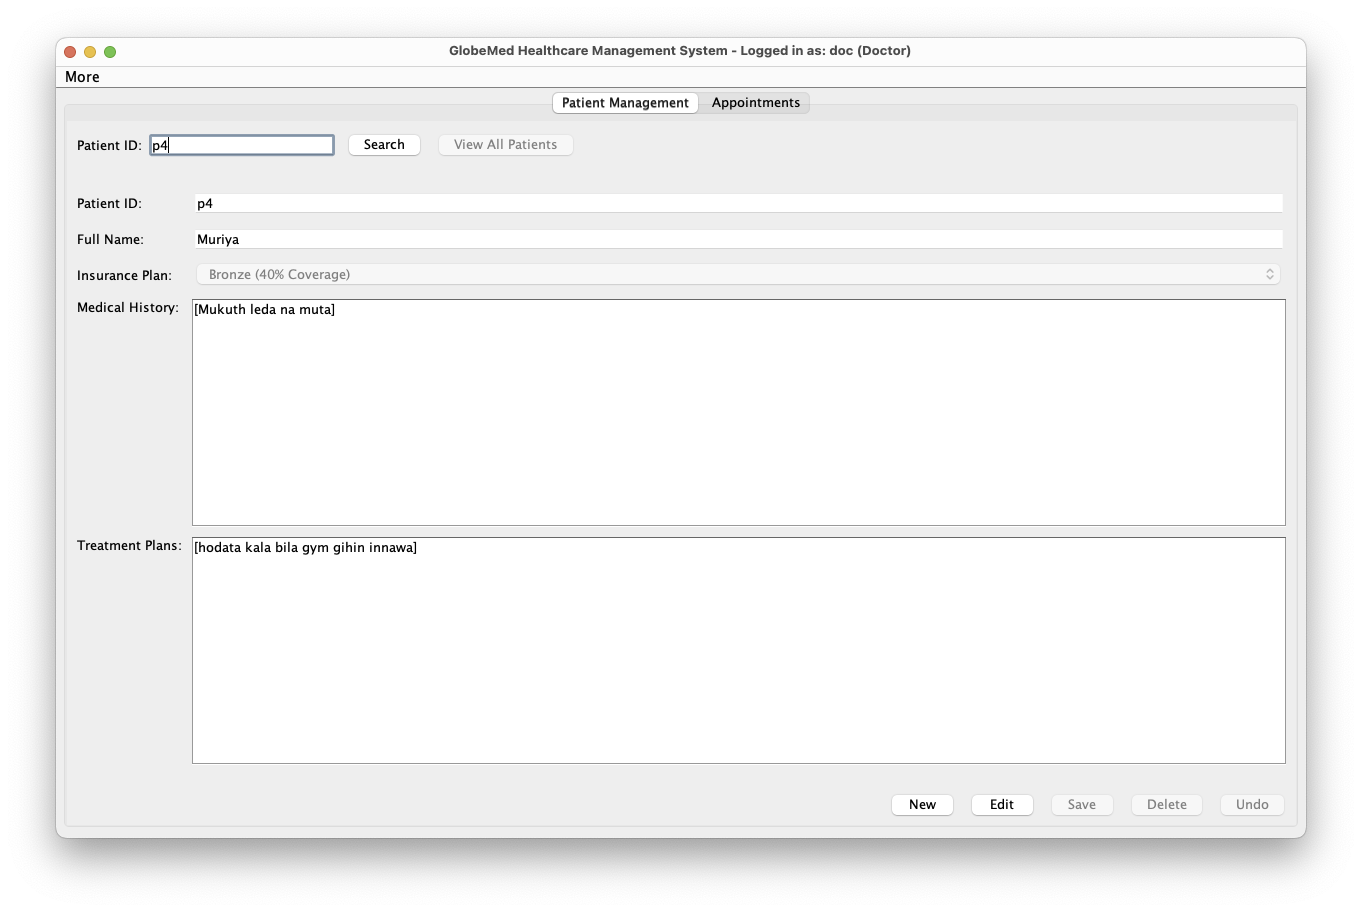 GlobeMed Healthcare Management System - Logged in as: doc (Doctor)
More
Patient Management Appointments
Patient ID: p4 Search View All Patients
Patient ID: p4
Full Name: Muriya
Insurance Plan: Bronze (40% Coverage)
Medical History: [Mukuth leda na muta]
Treatment Plans: [hodata kala bila gym gihin innawa]
New Edit Save Delete Undo